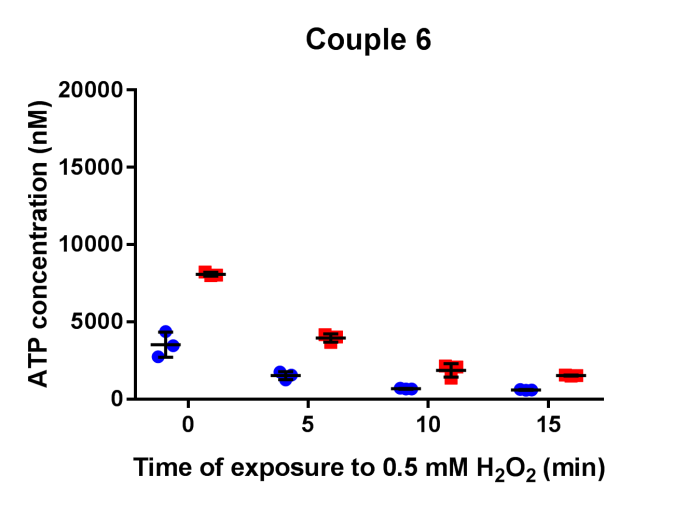 Couple 6
ATP concentration (nM)
20000
15000
10000
5000
0
0 5 10 15
Time of exposure to 0.5 mM H₂O₂ (min)